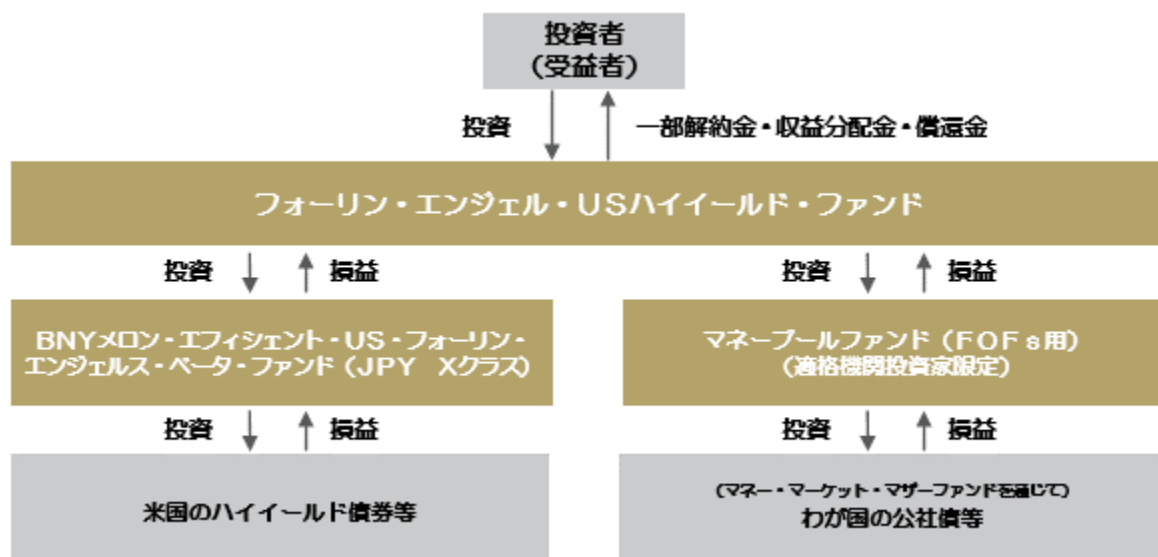 投資者
(受益者)
投資
一部解約金・収益分配金・償還金
フォーリン・エンジェル・USハイイールド・ファンド
投資
損益
投資
損益
BNYメロン・エフィシェント・US・フォーリン・
エンジェルス・ベータ・ファンド(JPY Xクラス)
マネープールファンド(FOFs用)
(適格機関投資家限定)
投資
損益
投資
損益
米国のハイイールド債券等
(マネー・マーケット・マザーファンドを通じて)
わが国の公社債等